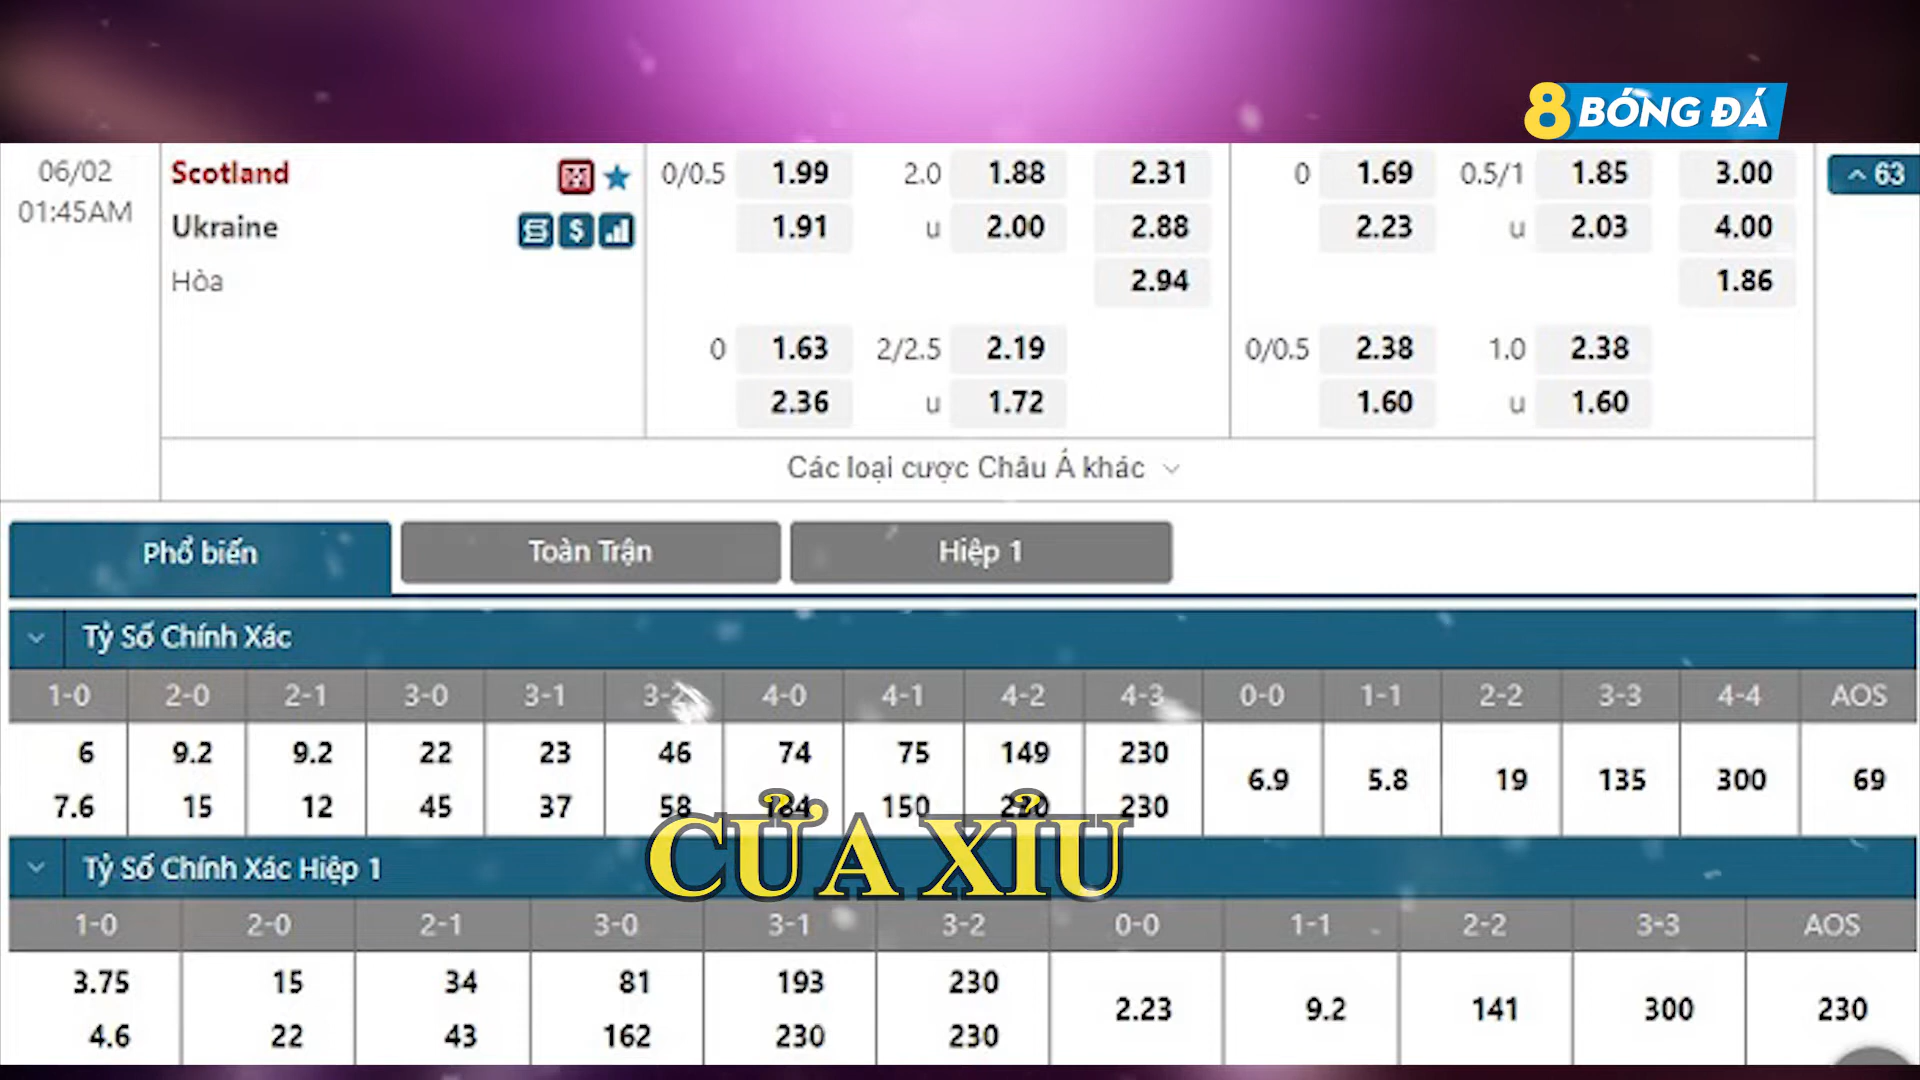 8 BÓNG ĐÁ
06/02 Scotland 0/0.5 1.99 2.0 1.88 2.31 0 1.69 0.5/1 1.85 3.00 63
01:45AM Ukraine 1.91 u 2.00 2.88 2.23 u 2.03 4.00
Hòa 2.94 1.86
0 1.63 2/2.5 2.19 0/0.5 2.38 1.0 2.38
2.36 u 1.72 1.60 u 1.60
Các loại cược Châu Á khác
Phổ biến Toàn Trận Hiệp 1
Tỷ Số Chính Xác
1-0 2-0 2-1 3-0 3-1 3-2 4-0 4-1 4-2 4-3 0-0 1-1 2-2 3-3 4-4 AOS
6 9.2 9.2 22 23 46 74 75 149 230 6.9 5.8 19 135 300 69
7.6 15 12 45 37 58 150 230
CỬA XỈU
Tỷ Số Chính Xác Hiệp 1
1-0 2-0 2-1 3-0 3-1 3-2 0-0 1-1 2-2 3-3 AOS
3.75 15 34 81 193 230 2.23 9.2 141 300 230
4.6 22 43 162 230 230